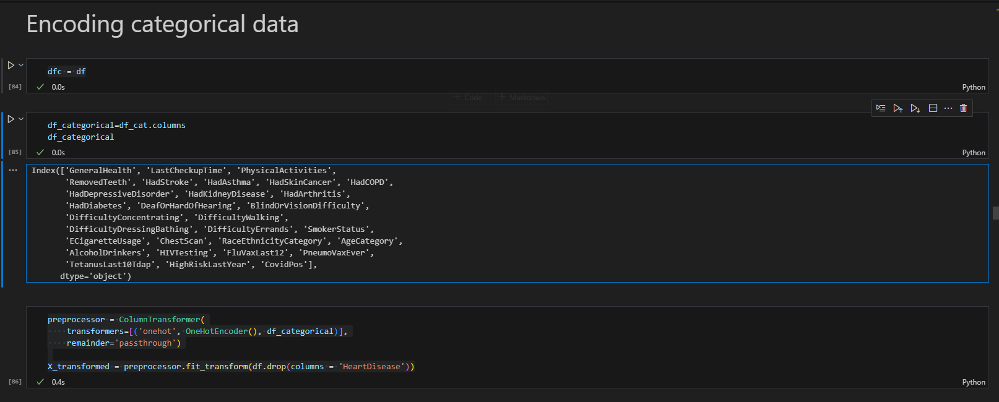 Encoding categorical data
dfc = df
[84]
0.0s
Python
+ Code
+ Markdown
df_categorical=df_cat.columns
df_categorical
[85]
0.0s
Python
...
Index(['GeneralHealth', 'LastCheckupTime', 'PhysicalActivities',
'RemovedTeeth', 'HadStroke', 'HadAsthma', 'HadSkinCancer', 'HadCOPD',
'HadDepressiveDisorder', 'HadKidneyDisease', 'HadArthritis',
'HadDiabetes', 'DeafOrHardOfHearing', 'BlindOrVisionDifficulty',
'DifficultyConcentrating', 'DifficultyWalking',
'DifficultyDressingBathing', 'DifficultyErrands', 'SmokerStatus',
'ECigaretteUsage', 'ChestScan', 'RaceEthnicityCategory', 'AgeCategory',
'AlcoholDrinkers', 'HIVTesting', 'FluVaxLast12', 'PneumoVaxEver',
'TetanusLast10Tdap', 'HighRiskLastYear', 'CovidPos'],
dtype='object')
preprocessor = ColumnTransformer(
transformers=[('onehot', OneHotEncoder(), df_categorical)],
remainder='passthrough')
X_transformed = preprocessor.fit_transform(df.drop(columns = 'HeartDisease'))
[86]
0.4s
Python